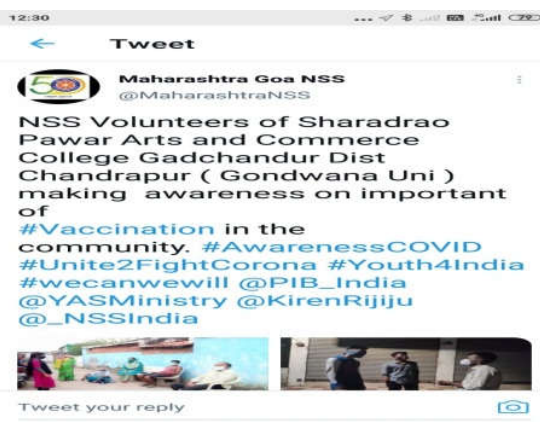 12:30
79
Tweet
50
Maharashtra Goa NSS
@MaharashtraNSS
NSS Volunteers of Sharadrao
Pawar Arts and Commerce
College Gadchandur Dist
Chandrapur ( Gondwana Uni )
making awareness on important
of
#Vaccination in the
community. #AwarenessCOVID
#Unite2FightCorona #Youth4India
#wecanwewill @PIB_India
@YASMinistry @KirenRijiju
@_NSSIndia
Tweet your reply